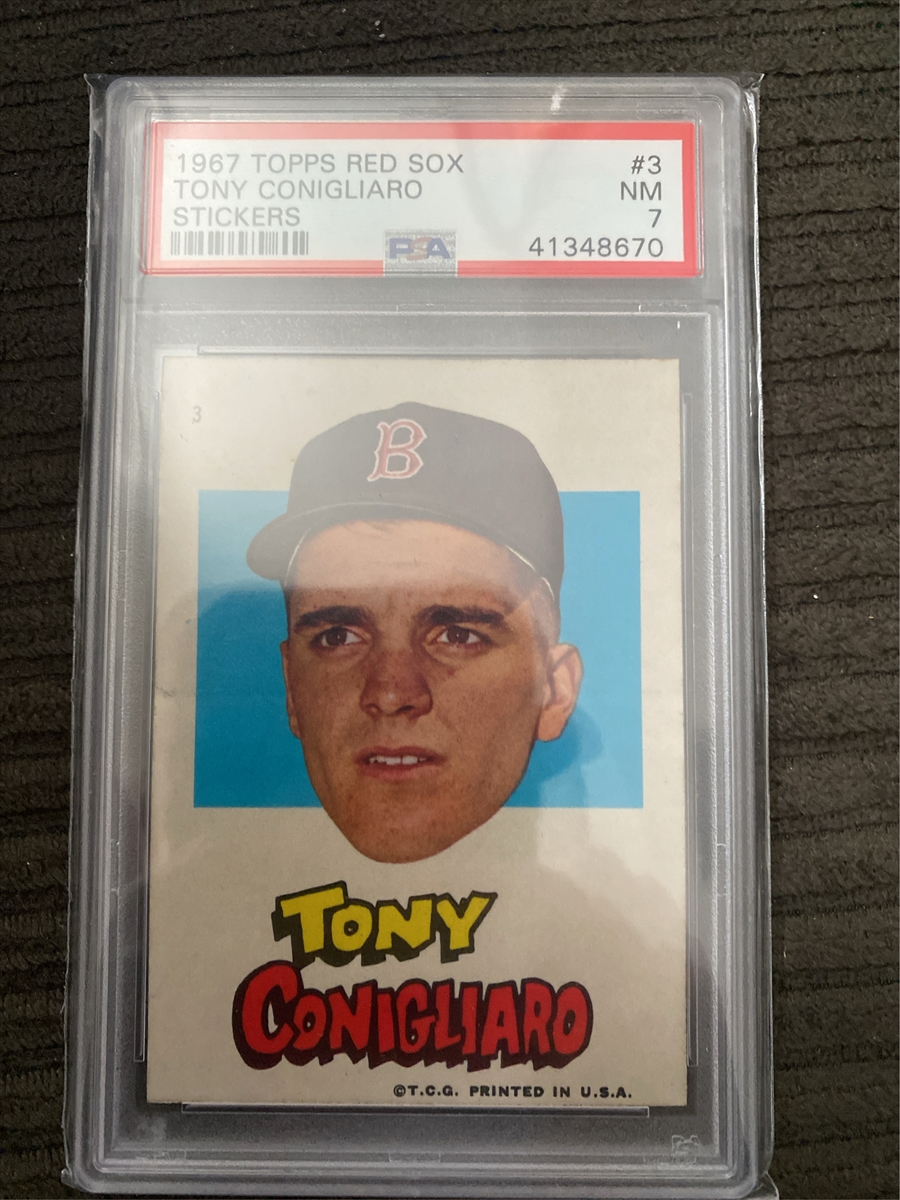 1967 TOPPS RED SOX #3
TONY CONIGLIARO NM
STICKERS 7
PSA 41348670
3
B
TONY
CONIGLIARO
©T.C.G. PRINTED IN U.S.A.